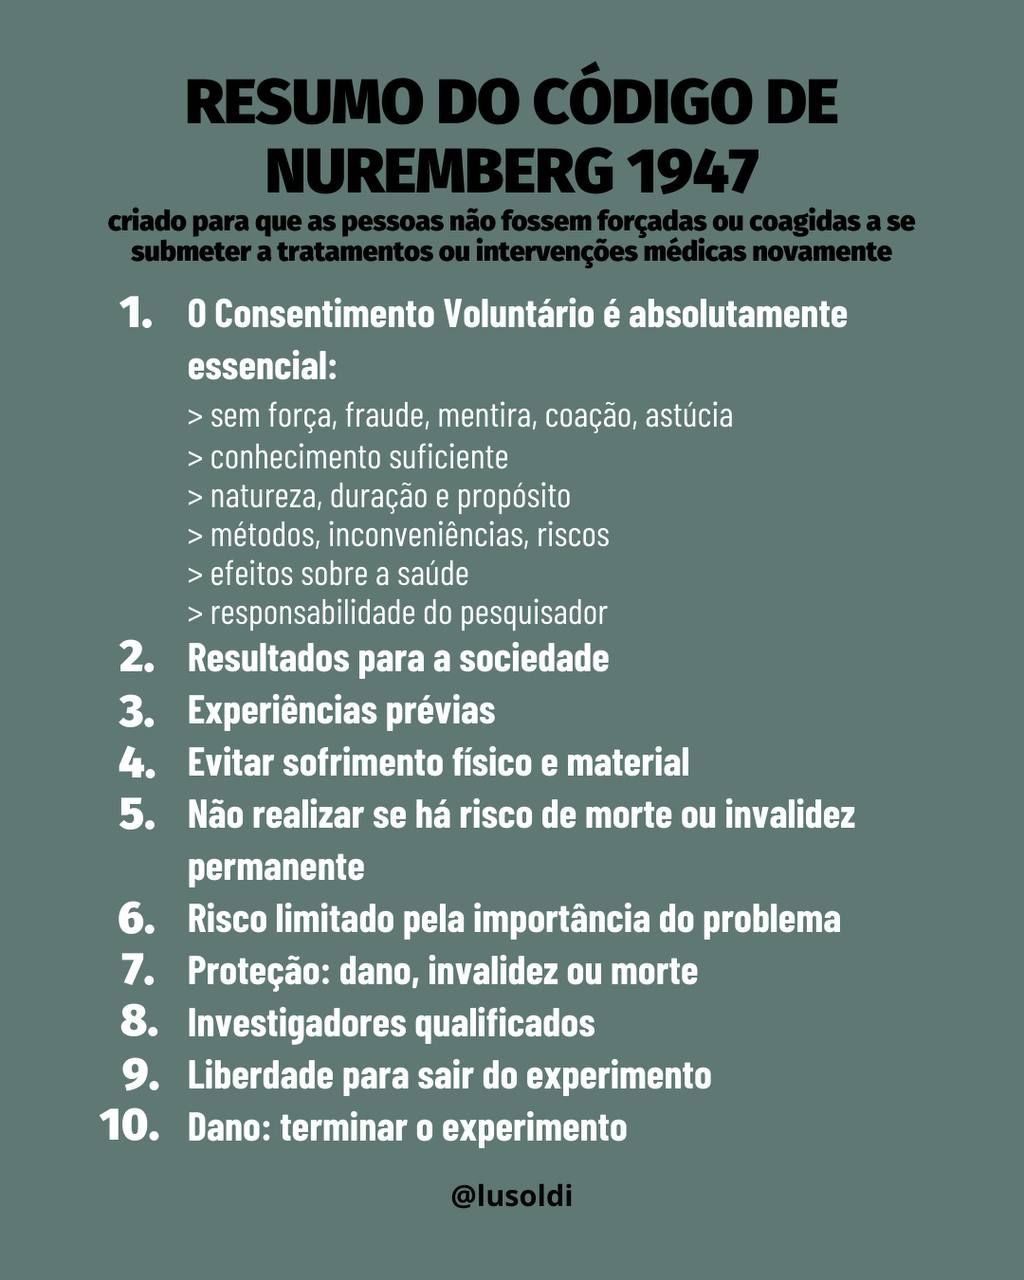 RESUMO DO CÓDIGO DE
NUREMBERG 1947
criado para que as pessoas não fossem forçadas ou coagidas a se
submeter a tratamentos ou intervenções médicas novamente
1. O Consentimento Voluntário é absolutamente
essencial:
> sem força, fraude, mentira, coação, astúcia
> conhecimento suficiente
> natureza, duração e propósito
> métodos, inconveniências, riscos
> efeitos sobre a saúde
> responsabilidade do pesquisador
2. Resultados para a sociedade
3. Experiências prévias
4. Evitar sofrimento físico e material
5. Não realizar se há risco de morte ou invalidez
permanente
6. Risco limitado pela importância do problema
7. Proteção: dano, invalidez ou morte
8. Investigadores qualificados
9. Liberdade para sair do experimento
10. Dano: terminar o experimento
@lusoldi